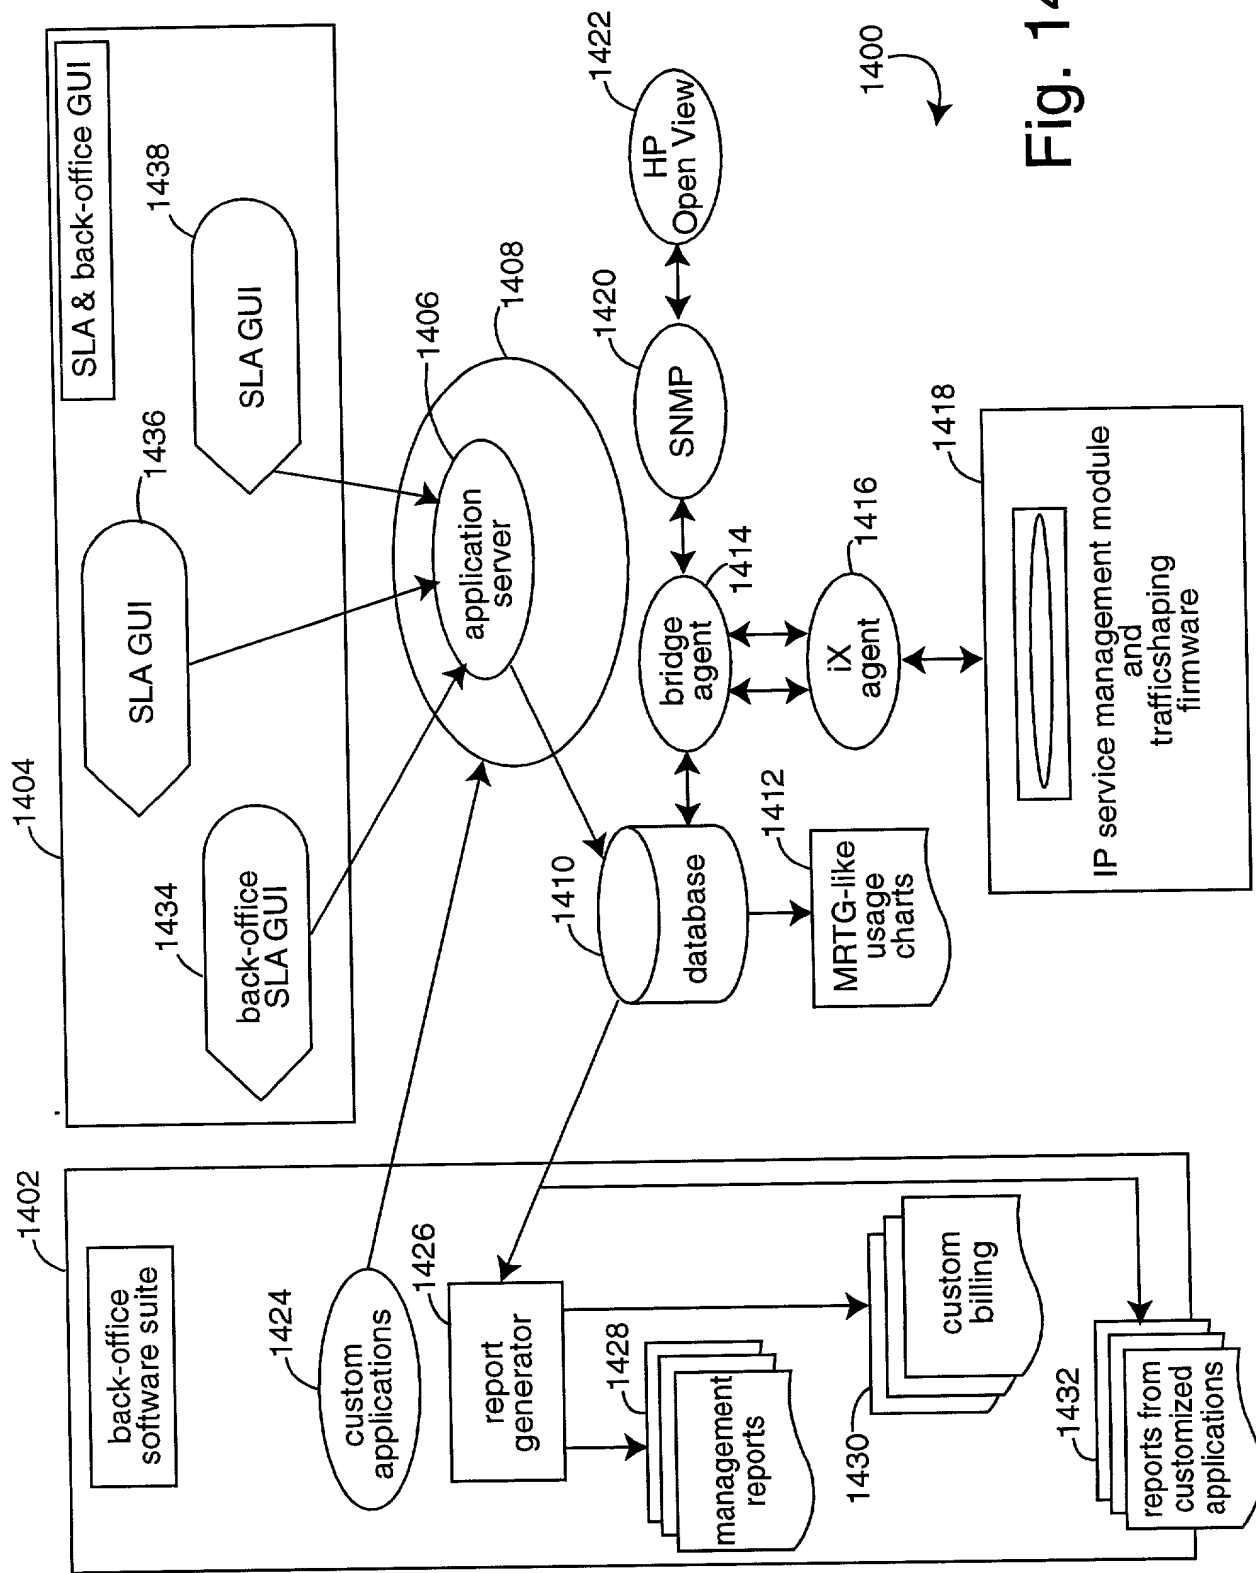 1402
back-office
software suite
1424
custom
applications
1426
report
generator
1428
management
reports
1430
custom
billing
1432
reports from
customized
applications
1404
SLA & back-office GUI
1434
back-office
SLA GUI
1436
SLA GUI
1438
SLA GUI
1406
1408
application
server
1410
database
1412
MRTG-like
usage
charts
1414
bridge
agent
1416
iX
agent
1418
IP service management module
and
trafficshaping
firmware
1420
SNMP
1422
HP
Open View
1400
Fig. 14